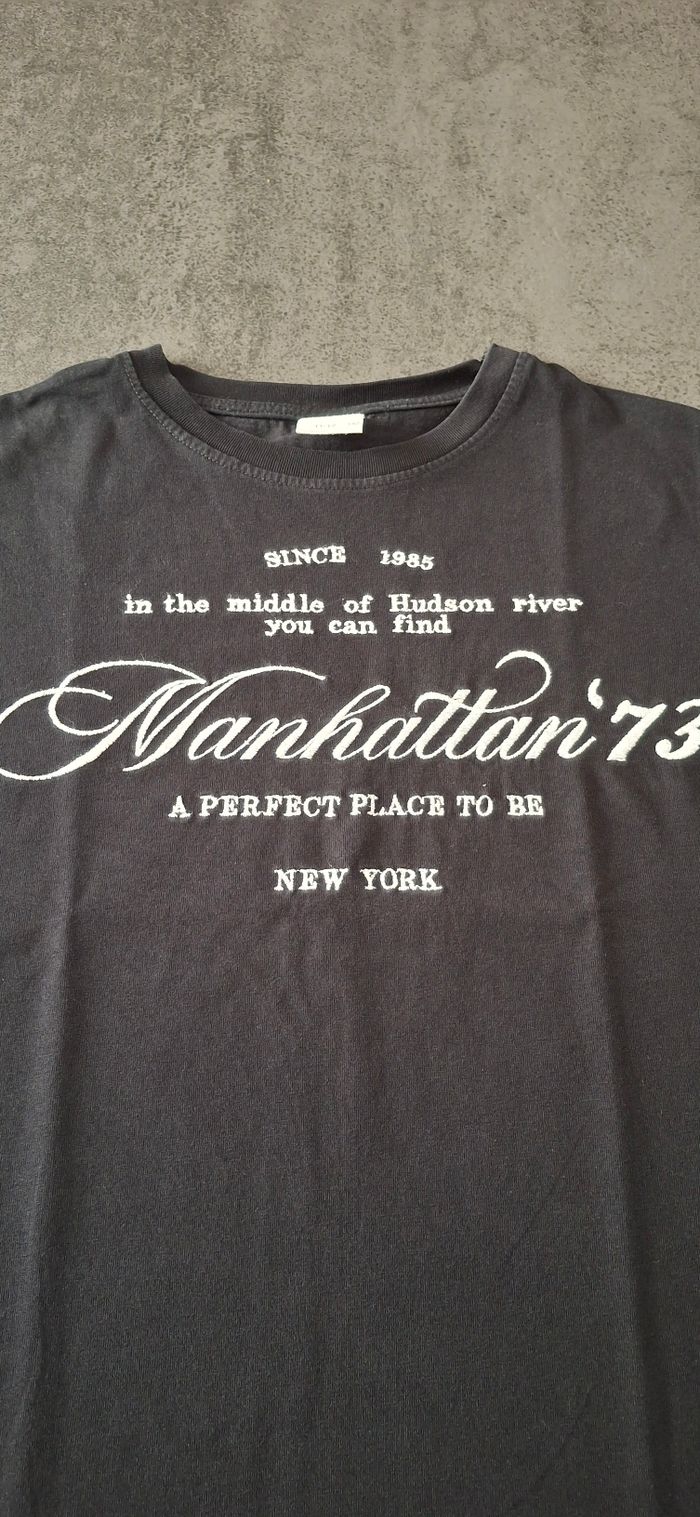 SINCE 1985
in the middle of Hudson river
you can find
Manhattan '73
A PERFECT PLACE TO BE
NEW YORK